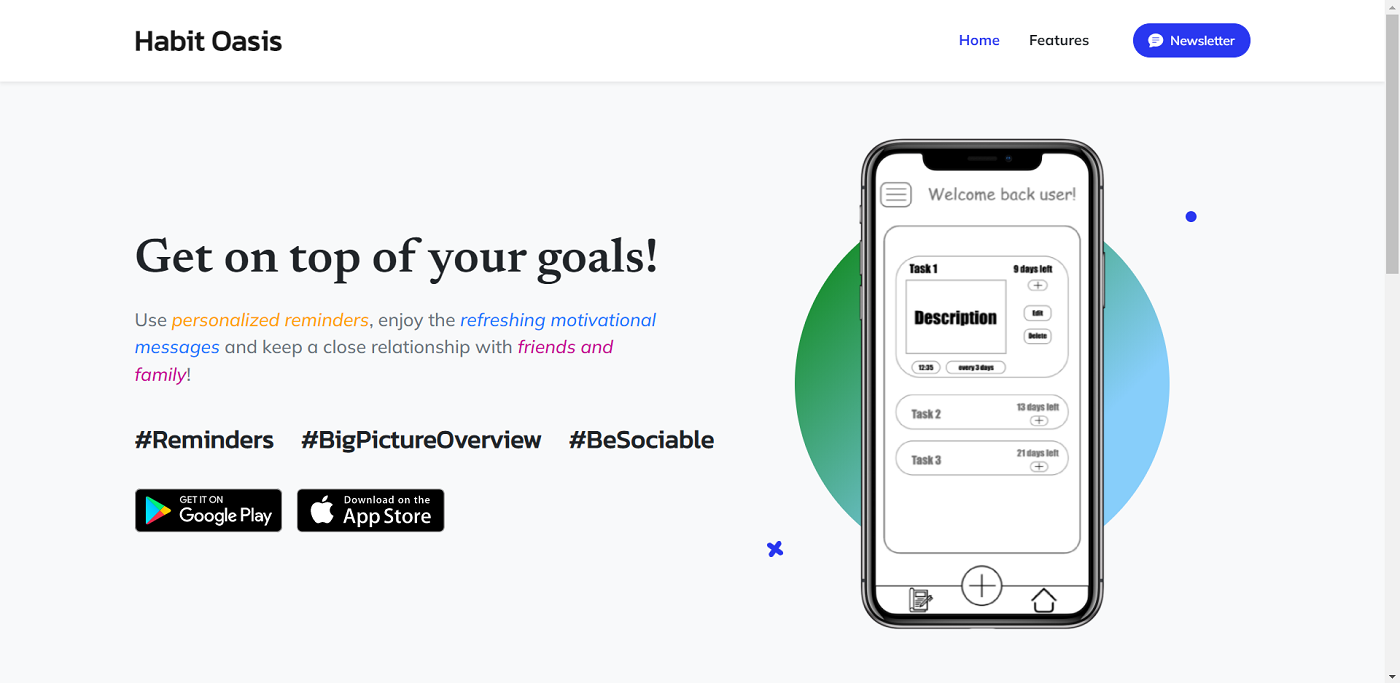 Habit Oasis
Home
Features
Newsletter
Get on top of your goals!
Use personalized reminders, enjoy the refreshing motivational
messages and keep a close relationship with friends and
family!
#Reminders
#BigPictureOverview
#BeSociable
GET IT ON
Google Play
Download on the
App Store
Welcome back user!
Task 1
9 days left
Description
Edit
Delete
12:35
every 3 days
Task 2
13 days left
Task 3
21 days left